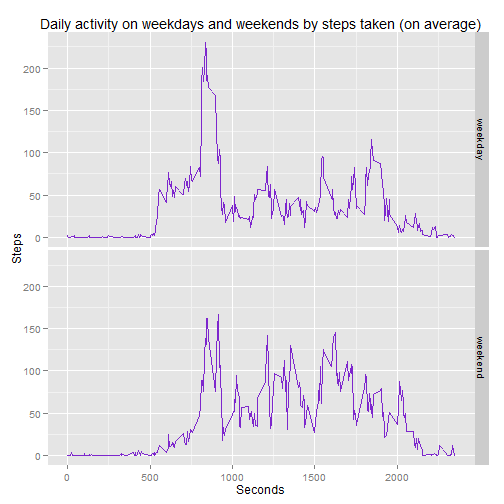 Daily activity on weekdays and weekends by steps taken (on average)
200
150
100
50
0
weekday
Steps
200
150
100
50
0
weekend
0 500 1000 1500 2000
Seconds